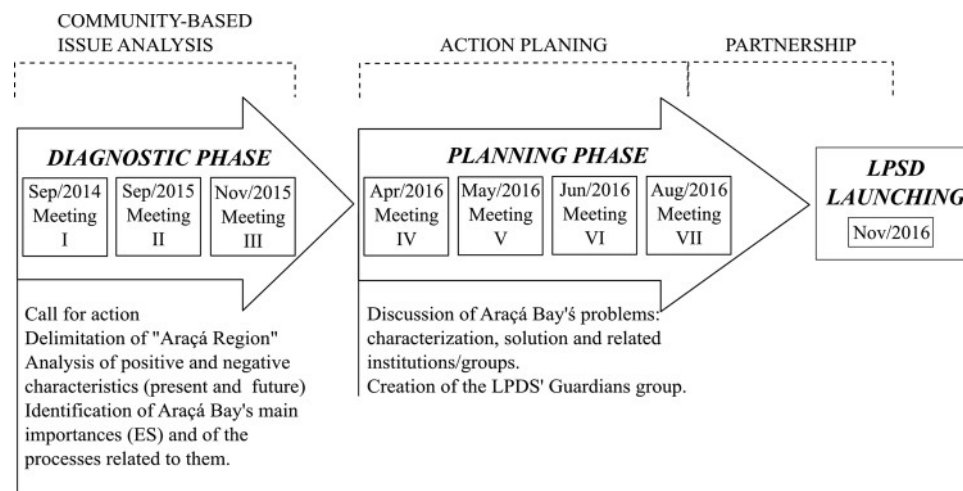 COMMUNITY-BASED
ISSUE ANALYSIS
ACTION PLANING
PARTNERSHIP
DIAGNOSTIC PHASE
Sep/2014
Meeting
I
Sep/2015
Meeting
II
Nov/2015
Meeting
III
Call for action
Delimitation of "Araçá Region"
Analysis of positive and negative
characteristics (present and future)
Identification of Araçá Bay's main
importances (ES) and of the
processes related to them.
PLANNING PHASE
Apr/2016
Meeting
IV
May/2016
Meeting
V
Jun/2016
Meeting
VI
Aug/2016
Meeting
VII
Discussion of Araçá Bay'ś problems:
characterization, solution and related
institutions/groups.
Creation of the LPDS' Guardians group.
LPSD
LAUNCHING
Nov/2016